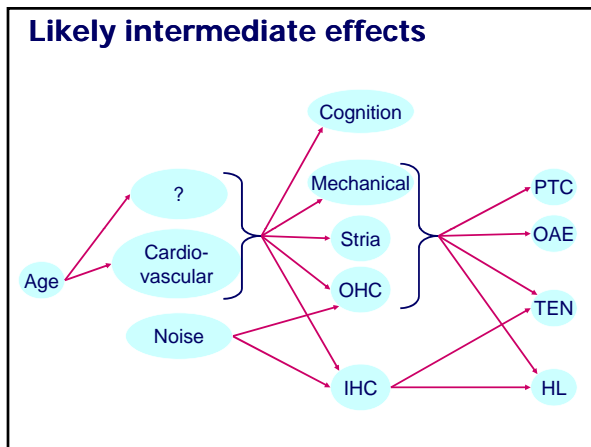 Likely intermediate effects
Cognition
?
Mechanical
PTC
Cardio-
vascular
Stria
OAE
Age
OHC
TEN
Noise
IHC
HL